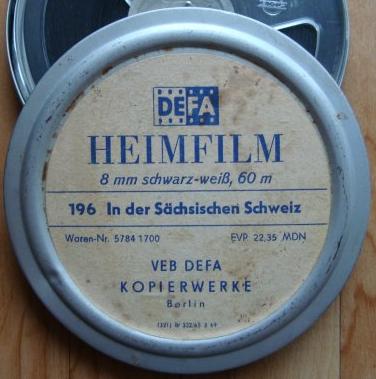 DEFA
HEIMFILM
8 mm schwarz-weiß, 60 m
196 In der Sächsischen Schweiz
Waren-Nr. 5784 1700 EVP 22,35 MDN
VEB DEFA
KOPIERWERKE
Berlin